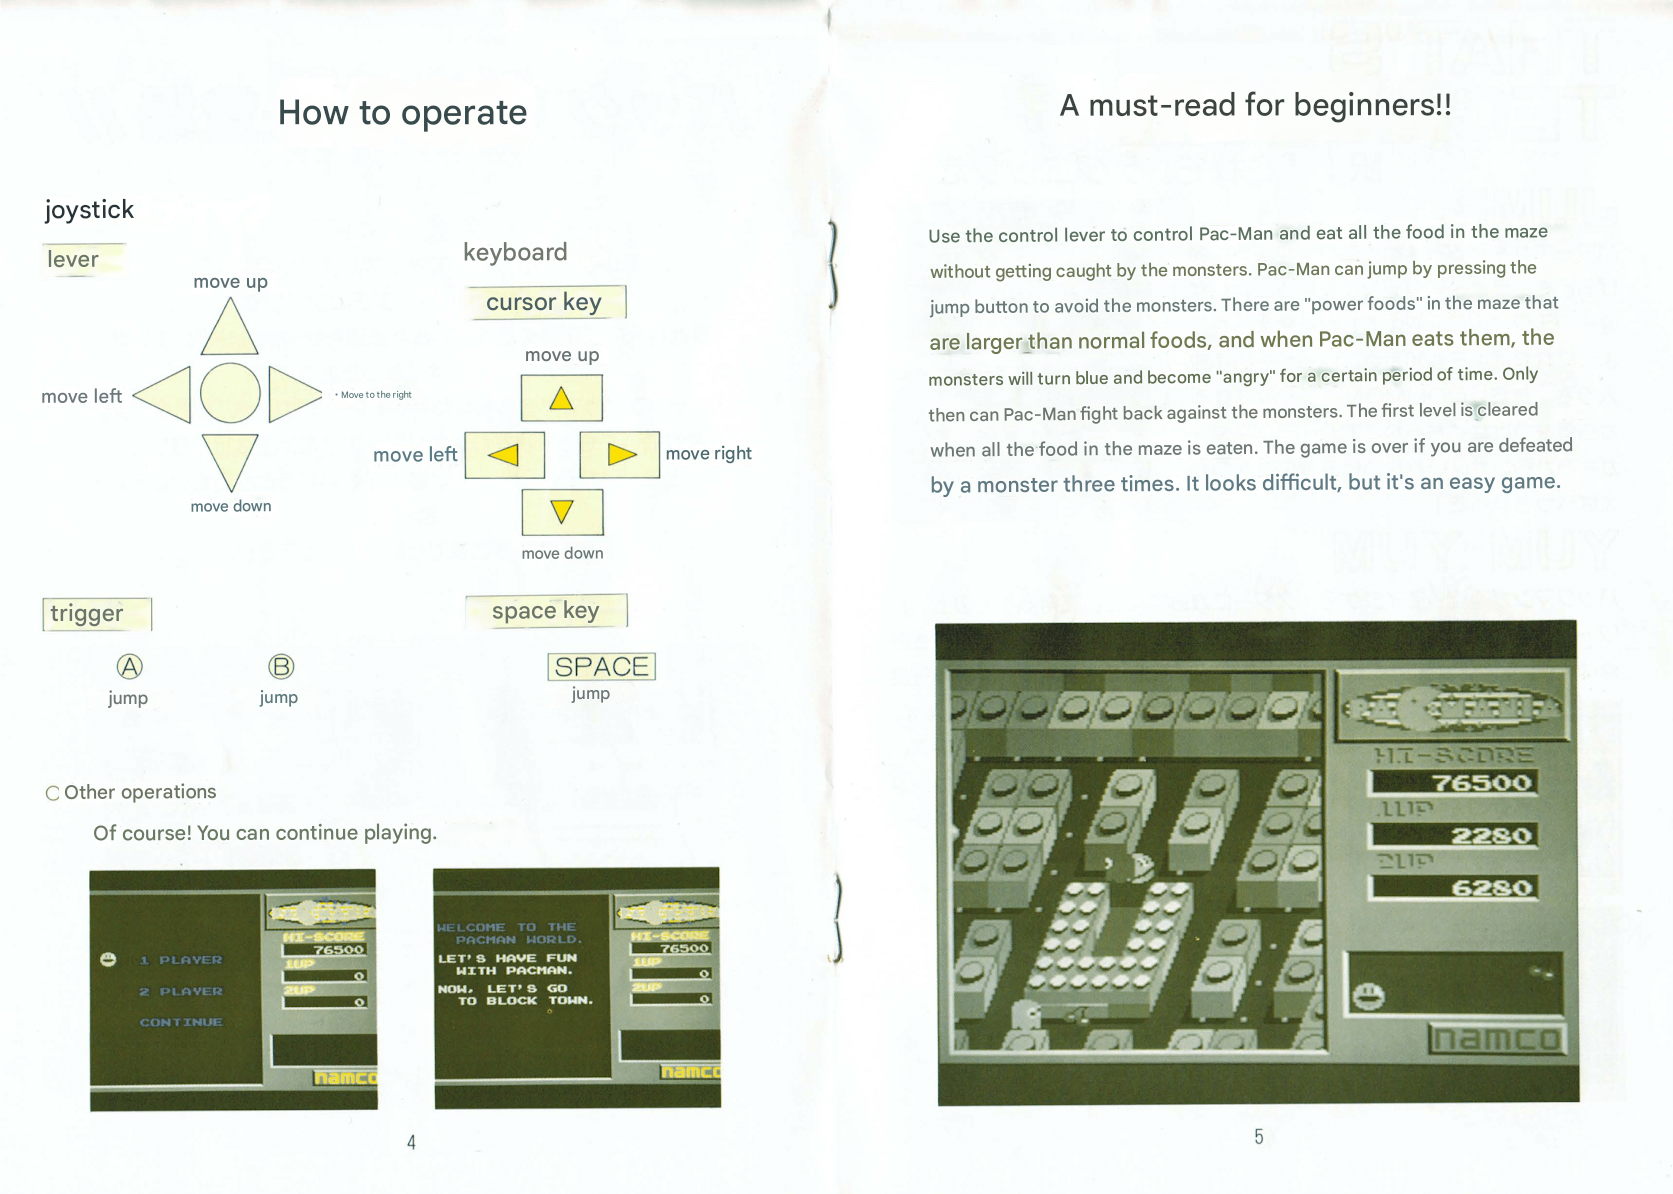 How to operate
joystick
lever
move up
move left
• Move to the right
move down
keyboard
cursor key
move up
move left
move right
move down
trigger
A
B
jump
jump
space key
SPACE
jump
Other operations
Of course! You can continue playing.
1 PLAYER
2 PLAYER
CONTINUE
HI-SCORE
76500
1UP
0
2UP
0
namco
WELCOME TO THE
PACMAN WORLD.
LET'S HAVE FUN
WITH PACMAN.
NOW, LET'S GO
TO BLOCK TOWN.
HI-SCORE
76500
1UP
0
2UP
0
namco
4
A must-read for beginners!!
Use the control lever to control Pac-Man and eat all the food in the maze
without getting caught by the monsters. Pac-Man can jump by pressing the
jump button to avoid the monsters. There are "power foods" in the maze that
are larger than normal foods, and when Pac-Man eats them, the
monsters will turn blue and become "angry" for a certain period of time. Only
then can Pac-Man fight back against the monsters. The first level is cleared
when all the food in the maze is eaten. The game is over if you are defeated
by a monster three times. It looks difficult, but it's an easy game.
PAC-MANIA
HI-SCORE
76500
1UP
2280
2UP
6280
namco
5